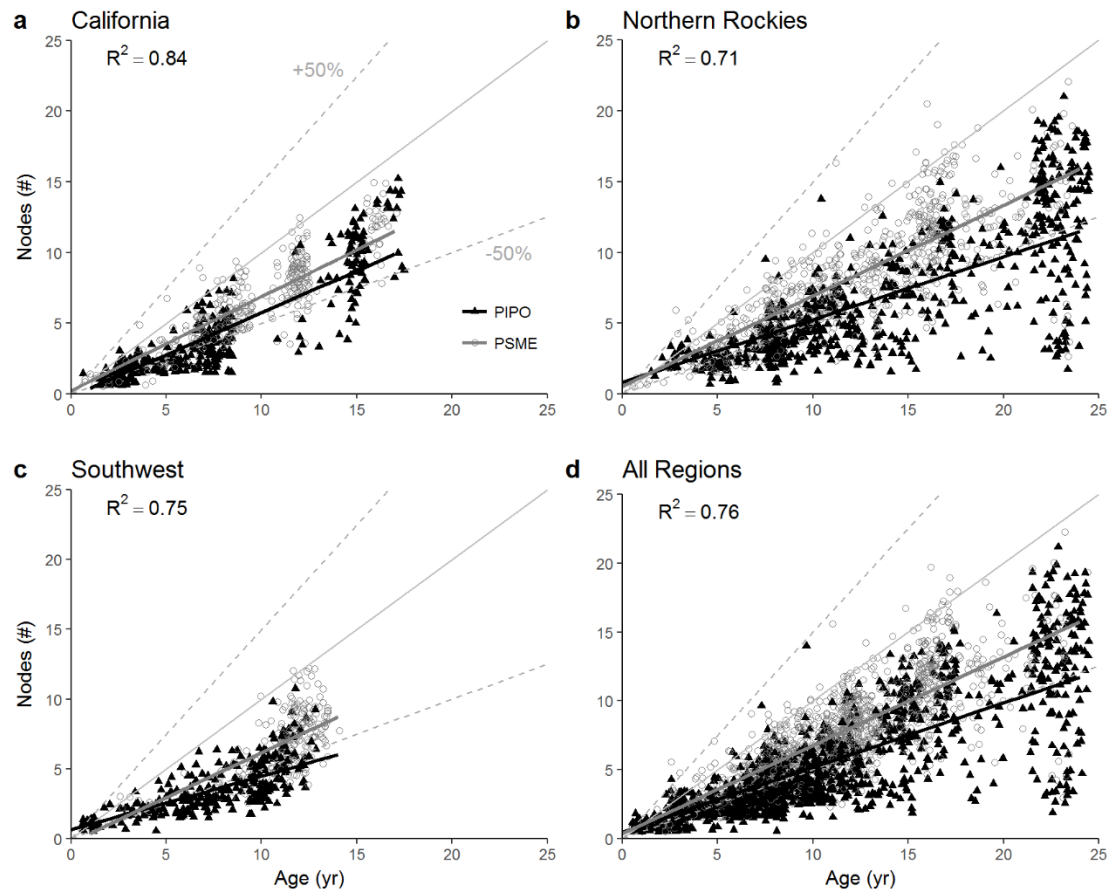 a California
R² = 0.84
+50%
-50%
PIPO
PSME
Nodes (#)
25
20
15
10
5
0
0 5 10 15 20 25
b Northern Rockies
R² = 0.71
25
20
15
10
5
0
0 5 10 15 20 25
c Southwest
R² = 0.75
Nodes (#)
25
20
15
10
5
0
0 5 10 15 20 25
Age (yr)
d All Regions
R² = 0.76
25
20
15
10
5
0
0 5 10 15 20 25
Age (yr)